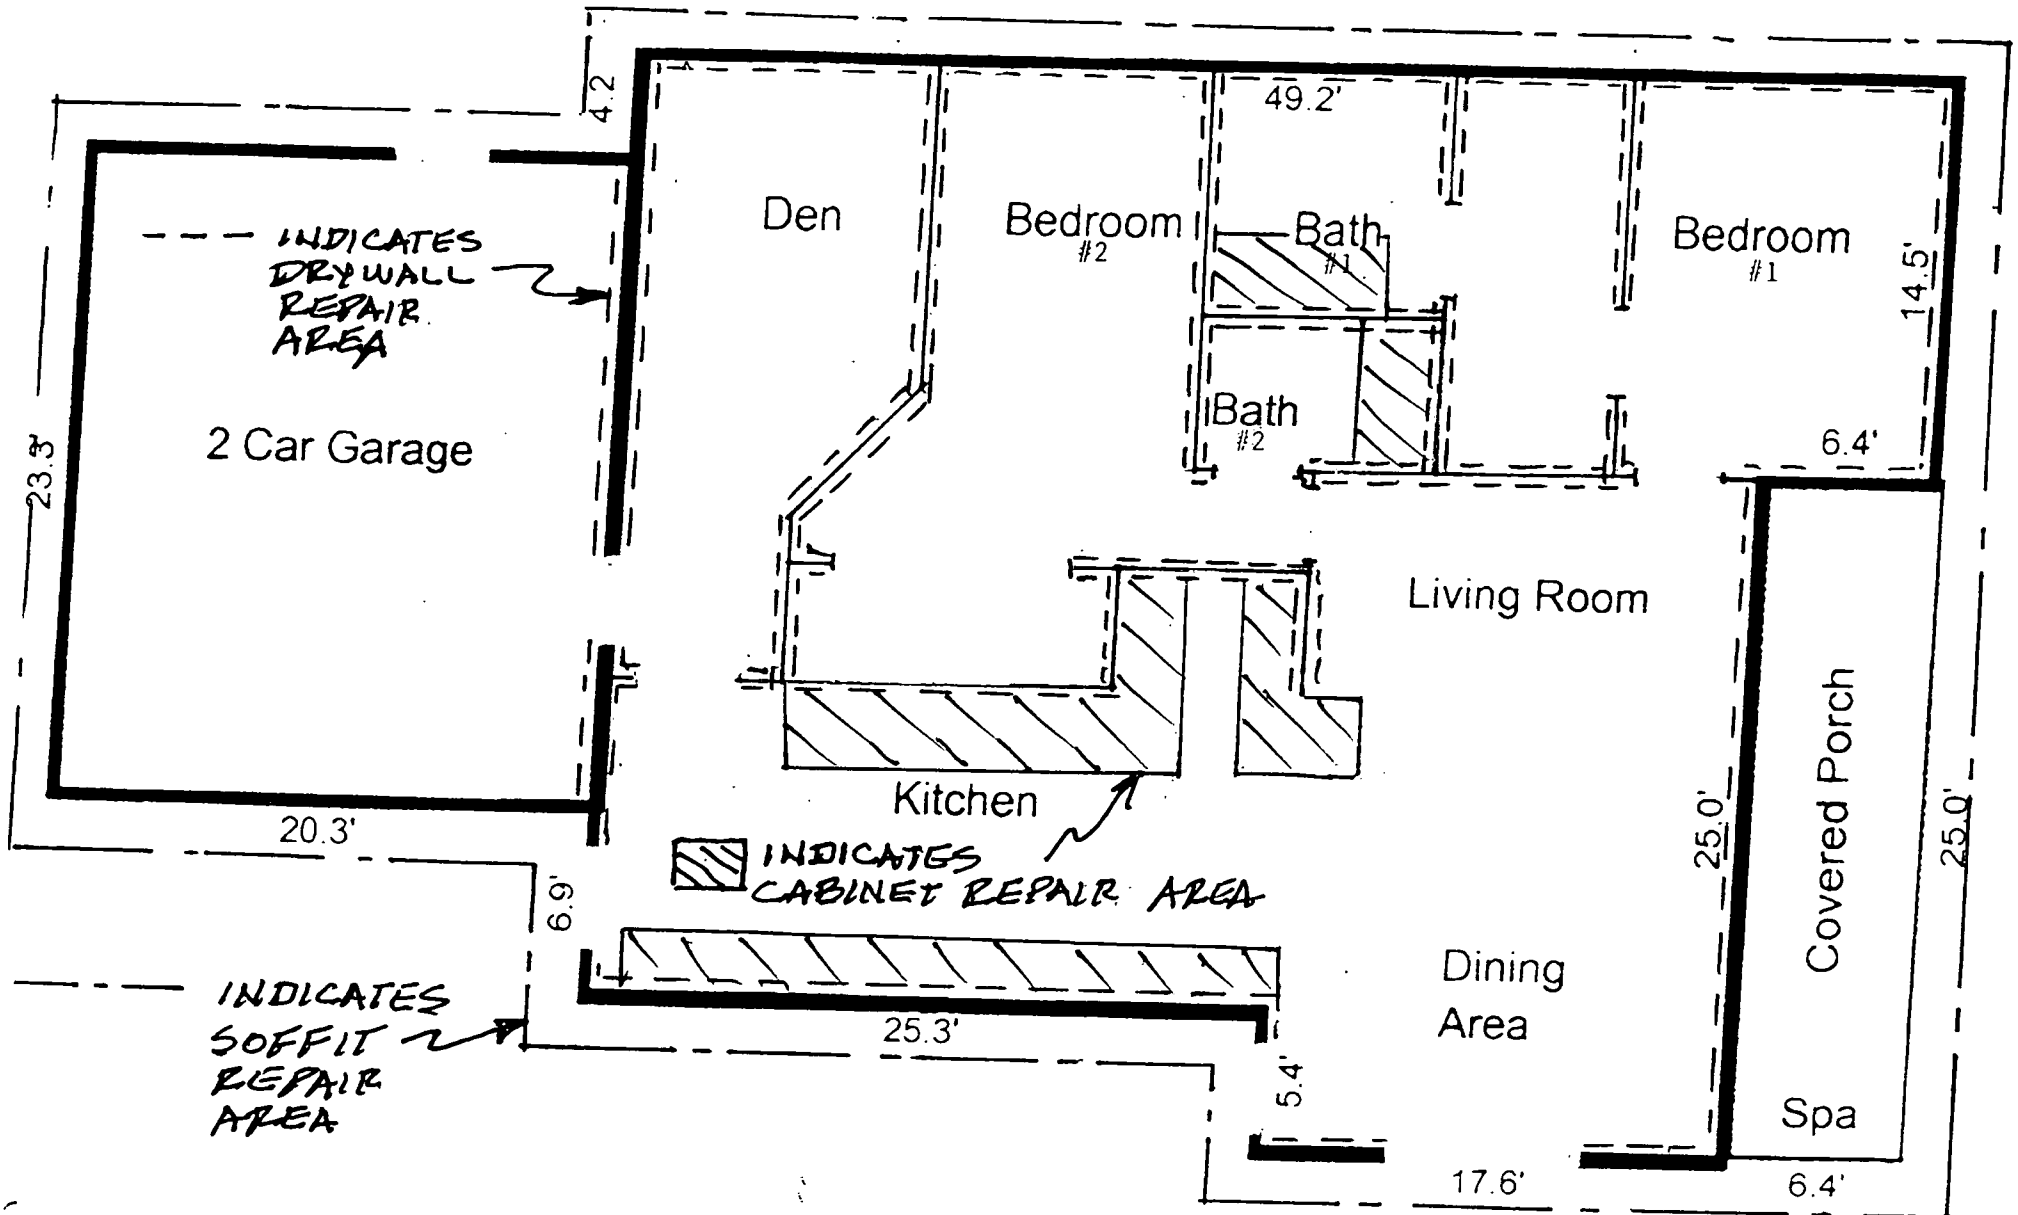 4.2
49.2'
Den
Bedroom
#2
Bath
#1
Bedroom
#1
14.5'
--- INDICATES
DRYWALL
REPAIR
AREA
2 Car Garage
23.3'
Bath
#2
6.4'
Living Room
Covered Porch
25.0'
25.0'
Kitchen
20.3'
INDICATES
CABINET REPAIR AREA
6.9'
Dining
Area
INDICATES
SOFFIT
REPAIR
AREA
25.3'
5.4'
Spa
17.6'
6.4'